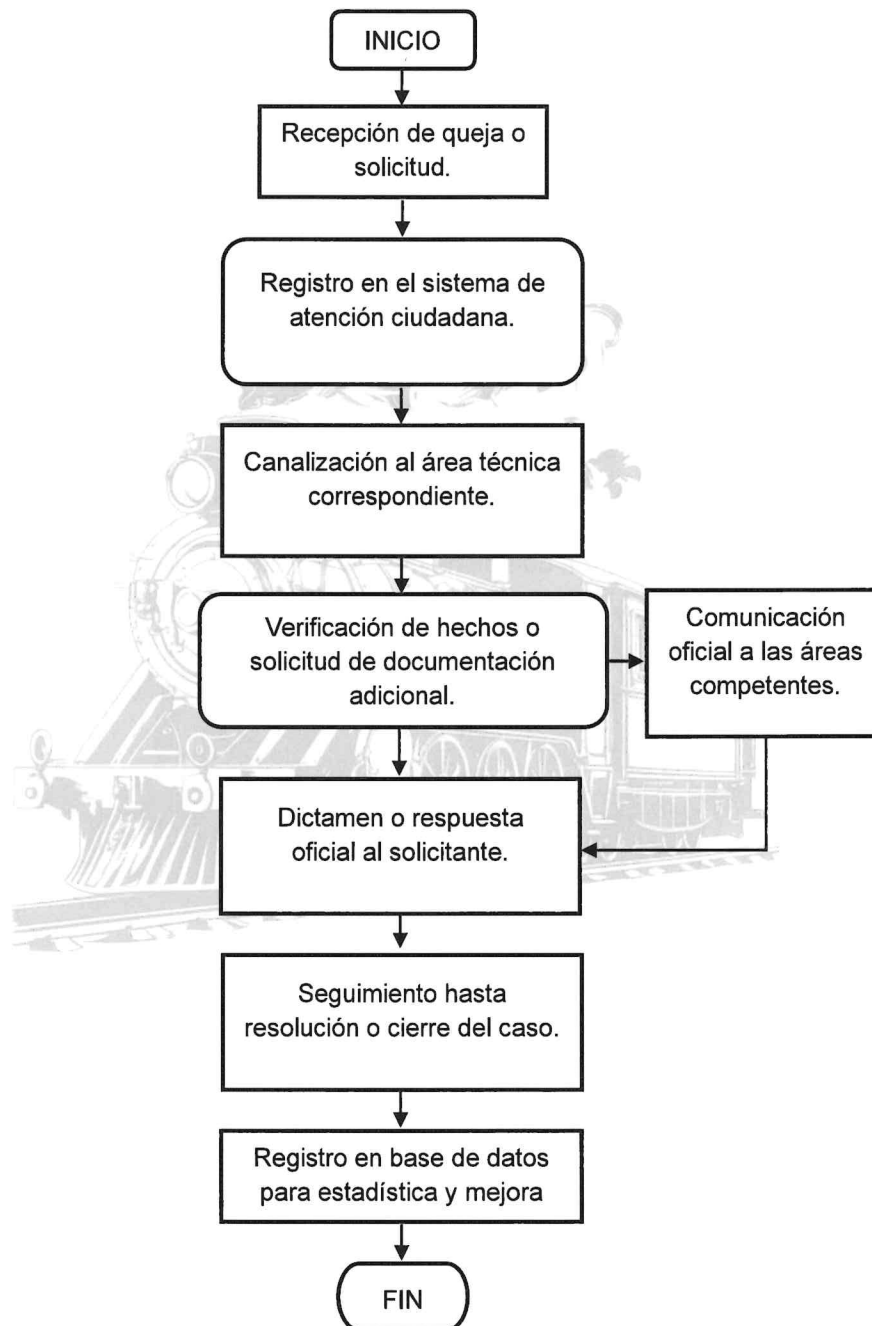 INICIO
Recepción de queja o
solicitud.
Registro en el sistema de
atención ciudadana.
Canalización al área técnica
correspondiente.
Verificación de hechos o
solicitud de documentación
adicional.
Comunicación
oficial a las áreas
competentes.
Dictamen o respuesta
oficial al solicitante.
Seguimiento hasta
resolución o cierre del caso.
Registro en base de datos
para estadística y mejora
FIN